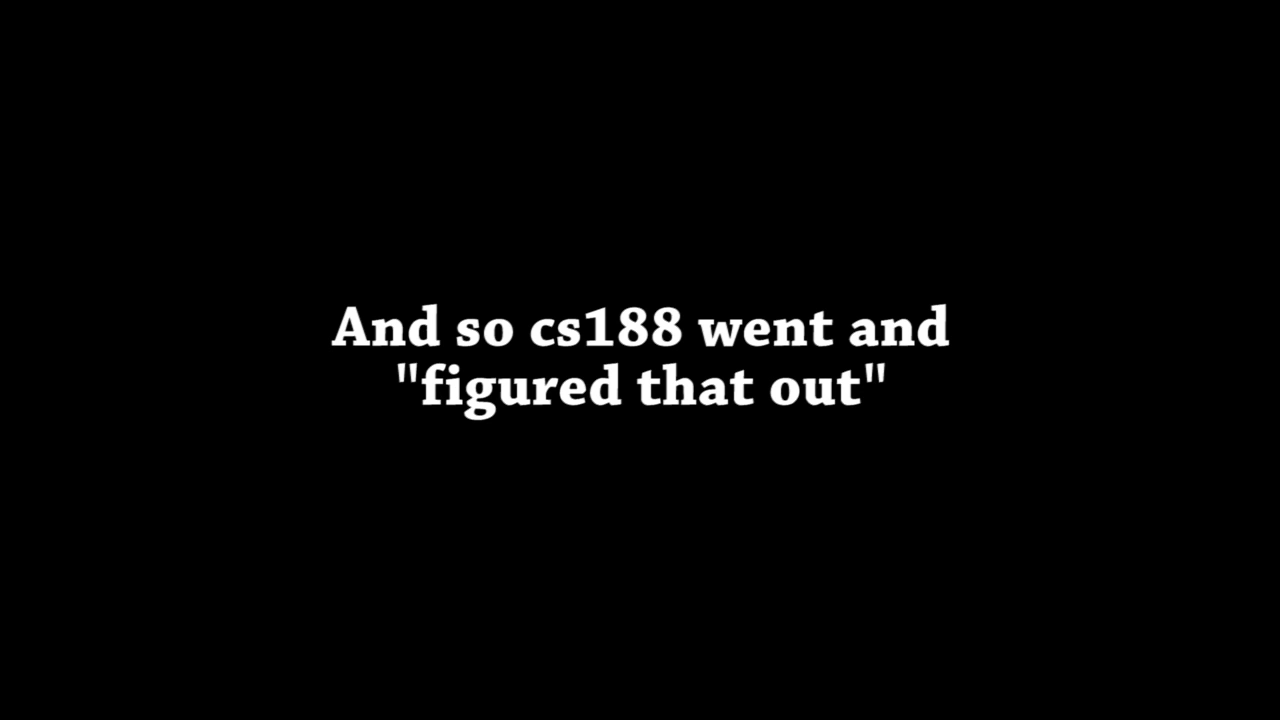 And so cs188 went and
"figured that out"